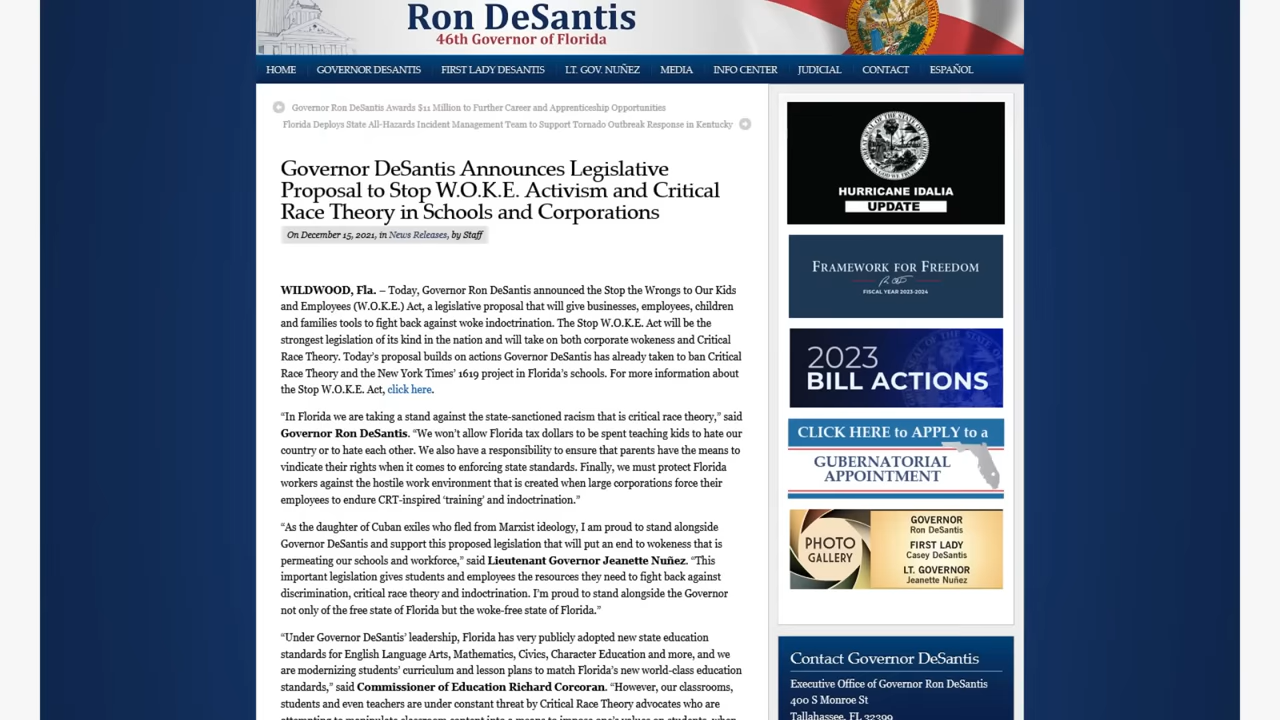 Ron DeSantis
46th Governor of Florida
HOME GOVERNOR DESANTIS FIRST LADY DESANTIS LT. GOV. NUÑEZ MEDIA INFO CENTER JUDICIAL CONTACT ESPAÑOL
Governor Ron DeSantis Awards $11 Million to Further Career and Apprenticeship Opportunities
Florida Deploys State All-Hazards Incident Management Team to Support Tornado Outbreak Response in Kentucky
Governor DeSantis Announces Legislative
Proposal to Stop W.O.K.E. Activism and Critical
Race Theory in Schools and Corporations
On December 15, 2021, in News Releases, by Staff
WILDWOOD, Fla. – Today, Governor Ron DeSantis announced the Stop the Wrongs to Our Kids
and Employees (W.O.K.E.) Act, a legislative proposal that will give businesses, employees, children
and families tools to fight back against woke indoctrination. The Stop W.O.K.E. Act will be the
strongest legislation of its kind in the nation and will take on both corporate wokeness and Critical
Race Theory. Today's proposal builds on actions Governor DeSantis has already taken to ban Critical
Race Theory and the New York Times' 1619 project in Florida's schools. For more information about
the Stop W.O.K.E. Act, click here.
“In Florida we are taking a stand against the state-sanctioned racism that is critical race theory,” said
Governor Ron DeSantis. “We won't allow Florida tax dollars to be spent teaching kids to hate our
country or to hate each other. We also have a responsibility to ensure that parents have the means to
vindicate their rights when it comes to enforcing state standards. Finally, we must protect Florida
workers against the hostile work environment that is created when large corporations force their
employees to endure CRT-inspired 'training' and indoctrination.”
“As the daughter of Cuban exiles who fled from Marxist ideology, I am proud to stand alongside
Governor DeSantis and support this proposed legislation that will put an end to wokeness that is
permeating our schools and workforce,” said Lieutenant Governor Jeanette Nuñez. “This
important legislation gives students and employees the resources they need to fight back against
discrimination, critical race theory and indoctrination. I'm proud to stand alongside the Governor
not only of the free state of Florida but the woke-free state of Florida.”
“Under Governor DeSantis' leadership, Florida has very publicly adopted new state education
standards for English Language Arts, Mathematics, Civics, Character Education and more, and we
are modernizing students' curriculum and lesson plans to match Florida's new world-class education
standards,” said Commissioner of Education Richard Corcoran. “However, our classrooms,
students and even teachers are under constant threat by Critical Race Theory advocates who are
attempting to manipulate classroom content into a means to impose one's values on students, when
HURRICANE IDALIA
UPDATE
FRAMEWORK FOR FREEDOM
FISCAL YEAR 2023-2024
2023
BILL ACTIONS
CLICK HERE to APPLY to a
GUBERNATORIAL
APPOINTMENT
PHOTO
GALLERY
GOVERNOR
Ron DeSantis
FIRST LADY
Casey DeSantis
LT. GOVERNOR
Jeanette Nuñez
Contact Governor DeSantis
Executive Office of Governor Ron DeSantis
400 S Monroe St
Tallahassee, FL 32399